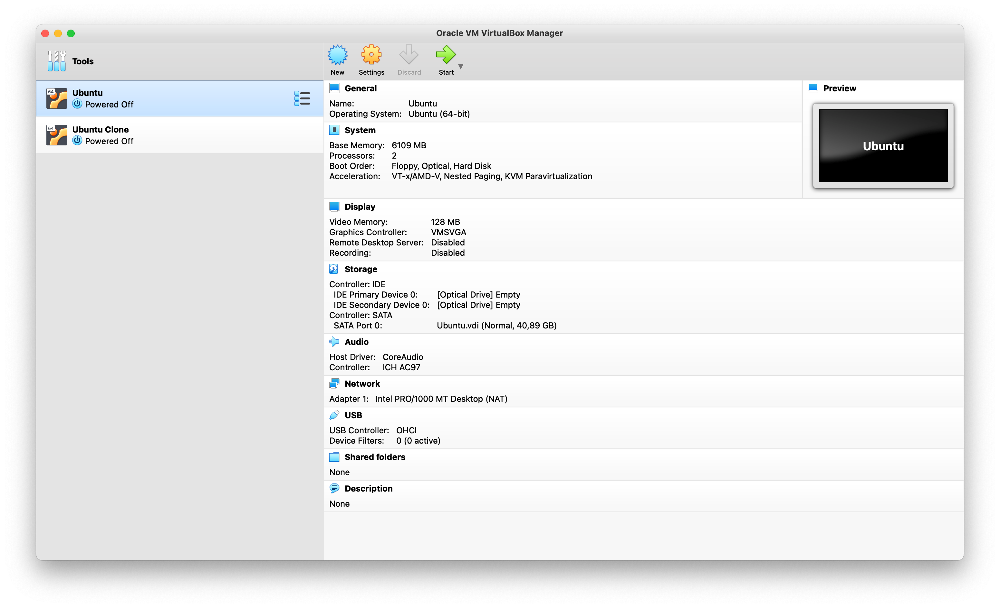 Oracle VM VirtualBox Manager
Tools
New Settings Discard Start
64
Ubuntu
Powered Off
64
Ubuntu Clone
Powered Off
General
Name: Ubuntu
Operating System: Ubuntu (64-bit)
Preview
Ubuntu
System
Base Memory: 6109 MB
Processors: 2
Boot Order: Floppy, Optical, Hard Disk
Acceleration: VT-x/AMD-V, Nested Paging, KVM Paravirtualization
Display
Video Memory: 128 MB
Graphics Controller: VMSVGA
Remote Desktop Server: Disabled
Recording: Disabled
Storage
Controller: IDE
IDE Primary Device 0: [Optical Drive] Empty
IDE Secondary Device 0: [Optical Drive] Empty
Controller: SATA
SATA Port 0: Ubuntu.vdi (Normal, 40,89 GB)
Audio
Host Driver: CoreAudio
Controller: ICH AC97
Network
Adapter 1: Intel PRO/1000 MT Desktop (NAT)
USB
USB Controller: OHCI
Device Filters: 0 (0 active)
Shared folders
None
Description
None